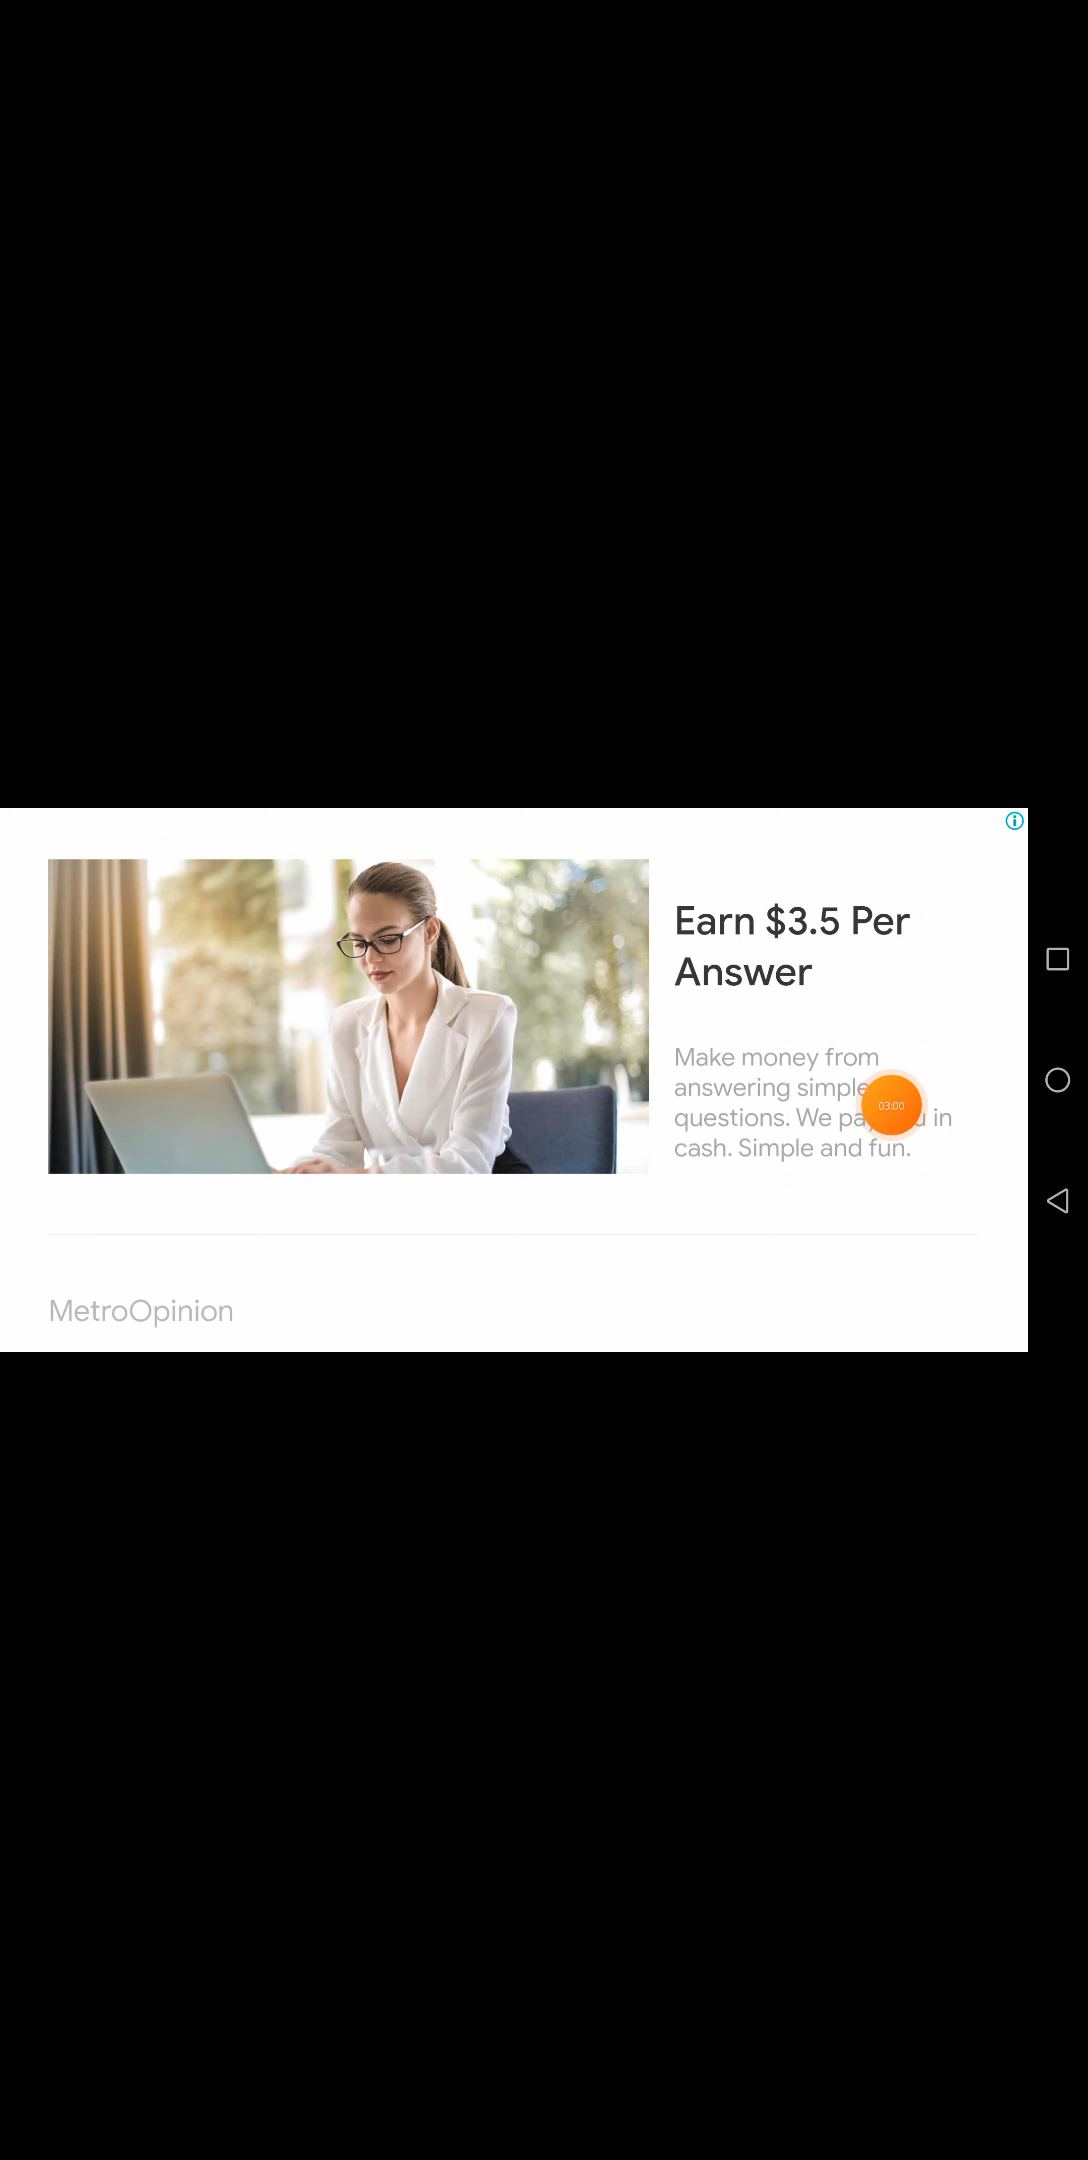 Earn $3.5 Per
Answer
Make money from
answering simple
questions. We in
cash. Simple and fun.
03:00
MetroOpinion